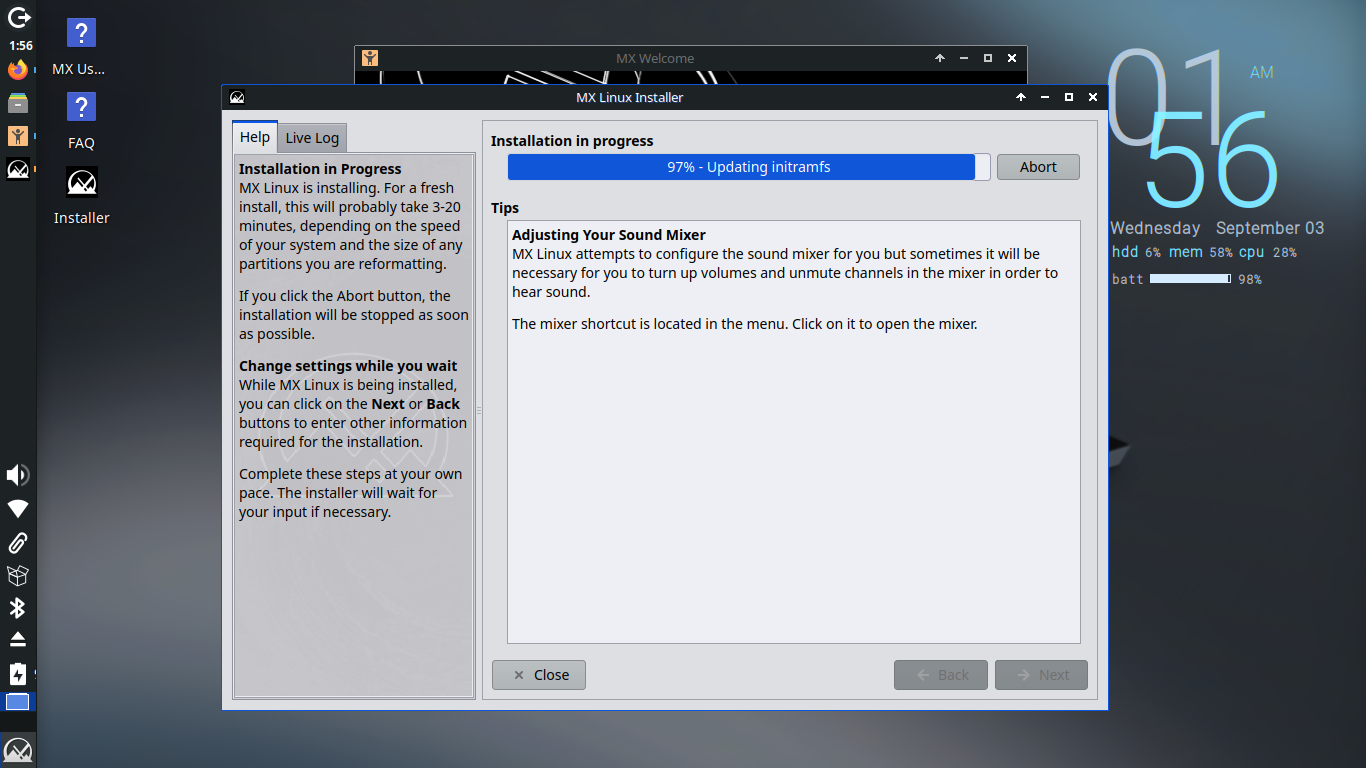 1:56
MX Us...
FAQ
Installer
MX Welcome
MX Linux Installer
Help
Live Log
Installation in Progress
MX Linux is installing. For a fresh
install, this will probably take 3-20
minutes, depending on the speed
of your system and the size of any
partitions you are reformatting.
If you click the Abort button, the
installation will be stopped as soon
as possible.
Change settings while you wait
While MX Linux is being installed,
you can click on the Next or Back
buttons to enter other information
required for the installation.
Complete these steps at your own
pace. The installer will wait for
your input if necessary.
Installation in progress
97% - Updating initramfs
Abort
Tips
Adjusting Your Sound Mixer
MX Linux attempts to configure the sound mixer for you but sometimes it will be
necessary for you to turn up volumes and unmute channels in the mixer in order to
hear sound.
The mixer shortcut is located in the menu. Click on it to open the mixer.
Close
Back
Next
01 AM
56
Wednesday September 03
hdd 6% mem 58% cpu 28%
batt 98%